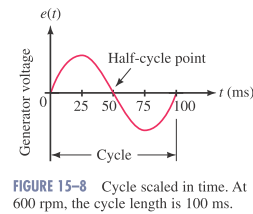 e(t)
Generator voltage
Half-cycle point
0
25 50 75 100
t (ms)
Cycle
FIGURE 15–8 Cycle scaled in time. At
600 rpm, the cycle length is 100 ms.